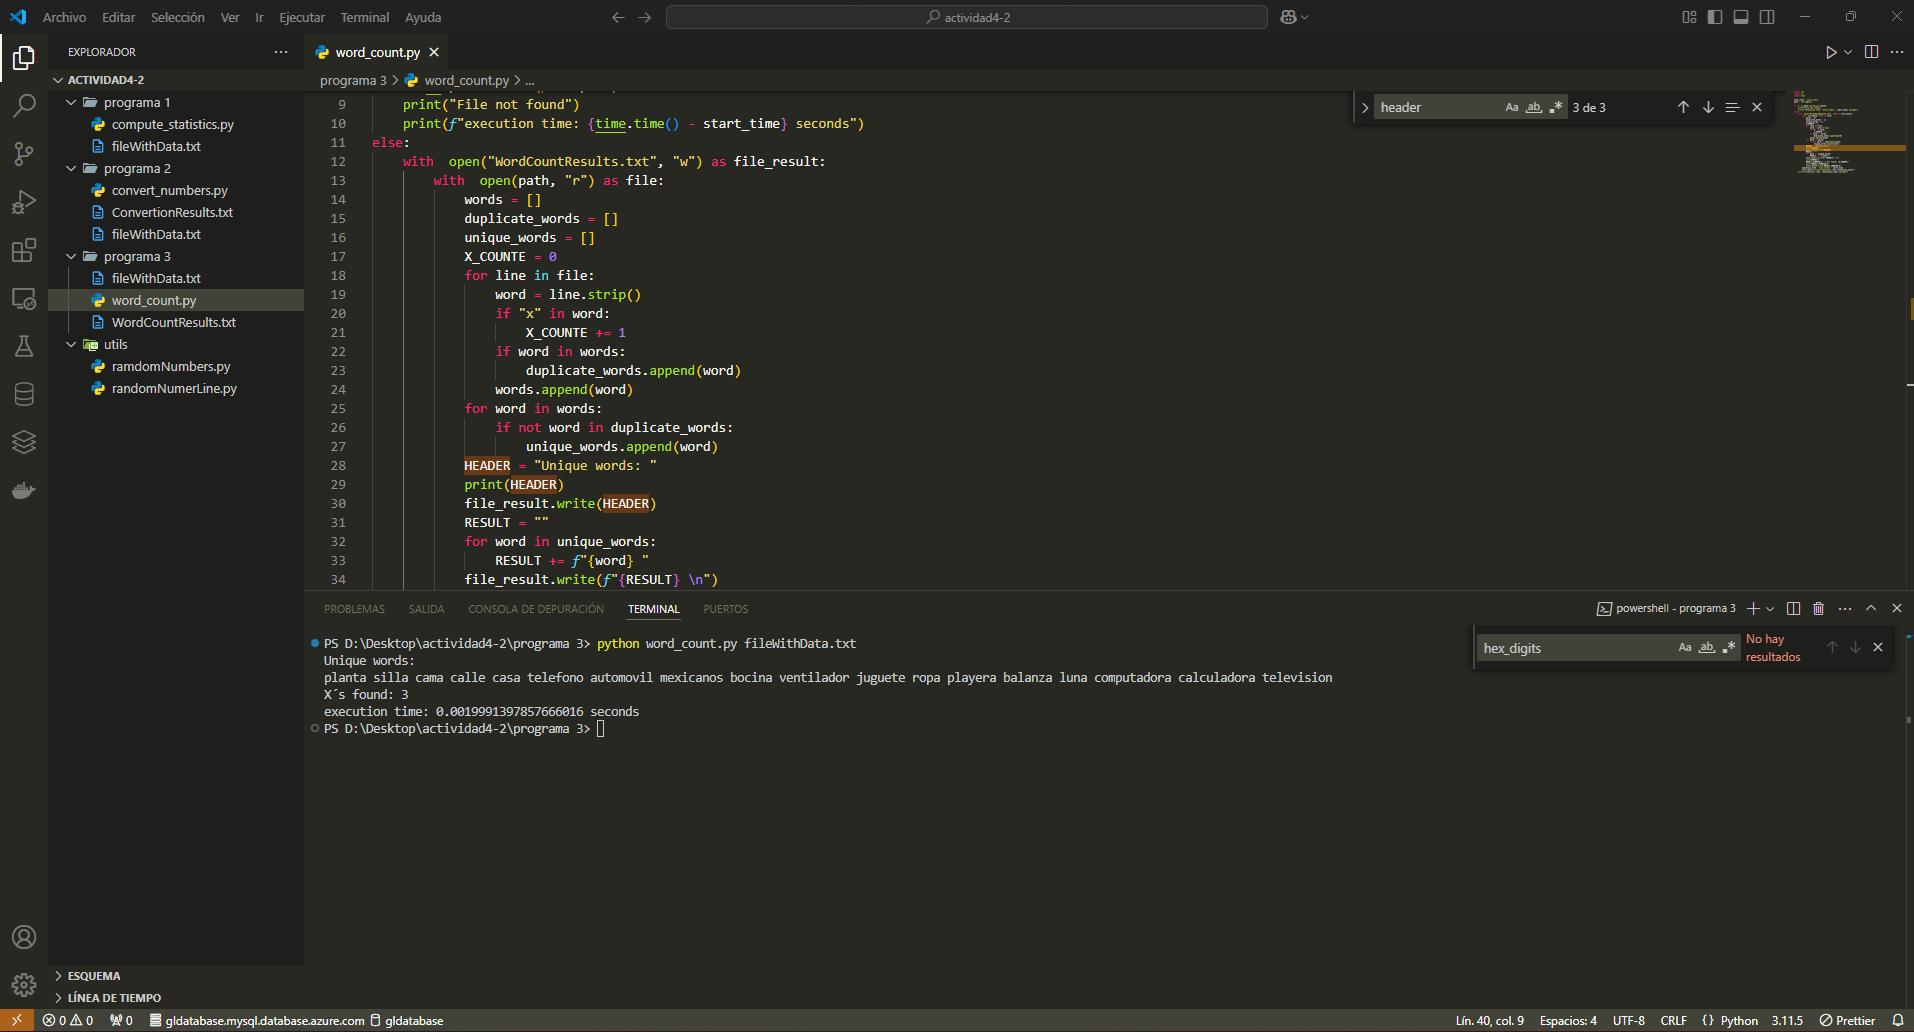 Archivo Editar Selección Ver Ir Ejecutar Terminal Ayuda
actividad4-2
EXPLORADOR
ACTIVIDAD4-2
programa 1
compute_statistics.py
fileWithData.txt
programa 2
convert_numbers.py
ConvertionResults.txt
fileWithData.txt
programa 3
fileWithData.txt
word_count.py
WordCountResults.txt
utils
ramdomNumbers.py
randomNumerLine.py
ESQUEMA
LÍNEA DE TIEMPO
word_count.py
programa 3 > word_count.py > ...
header Aa ab 3 de 3
9 print("File not found")
10 print(f"execution time: {time.time() - start_time} seconds")
11 else:
12 with  open("WordCountResults.txt", "w") as file_result:
13 with  open(path, "r") as file:
14 words = []
15 duplicate_words = []
16 unique_words = []
17 X_COUNTE = 0
18 for line in file:
19 word = line.strip()
20 if "x" in word:
21 X_COUNTE += 1
22 if word in words:
23 duplicate_words.append(word)
24 words.append(word)
25 for word in words:
26 if not word in duplicate_words:
27 unique_words.append(word)
28 HEADER = "Unique words: "
29 print(HEADER)
30 file_result.write(HEADER)
31 RESULT = ""
32 for word in unique_words:
33 RESULT += f"{word} "
34 file_result.write(f"{RESULT} \n")
PROBLEMAS SALIDA CONSOLA DE DEPURACIÓN TERMINAL PUERTOS
powershell - programa 3
hex_digits Aa ab No hay resultados
PS D:\Desktop\actividad4-2\programa 3> python word_count.py fileWithData.txt
Unique words:
planta silla cama calle casa telefono automovil mexicanos bocina ventilador juguete ropa playera balanza luna computadora calculadora television
X´s found: 3
execution time: 0.0019991397857666016 seconds
PS D:\Desktop\actividad4-2\programa 3>
0 0 0 gldatabase.mysql.database.azure.com gldatabase
Lín. 40, col. 9 Espacios: 4 UTF-8 CRLF {} Python 3.11.5 Prettier